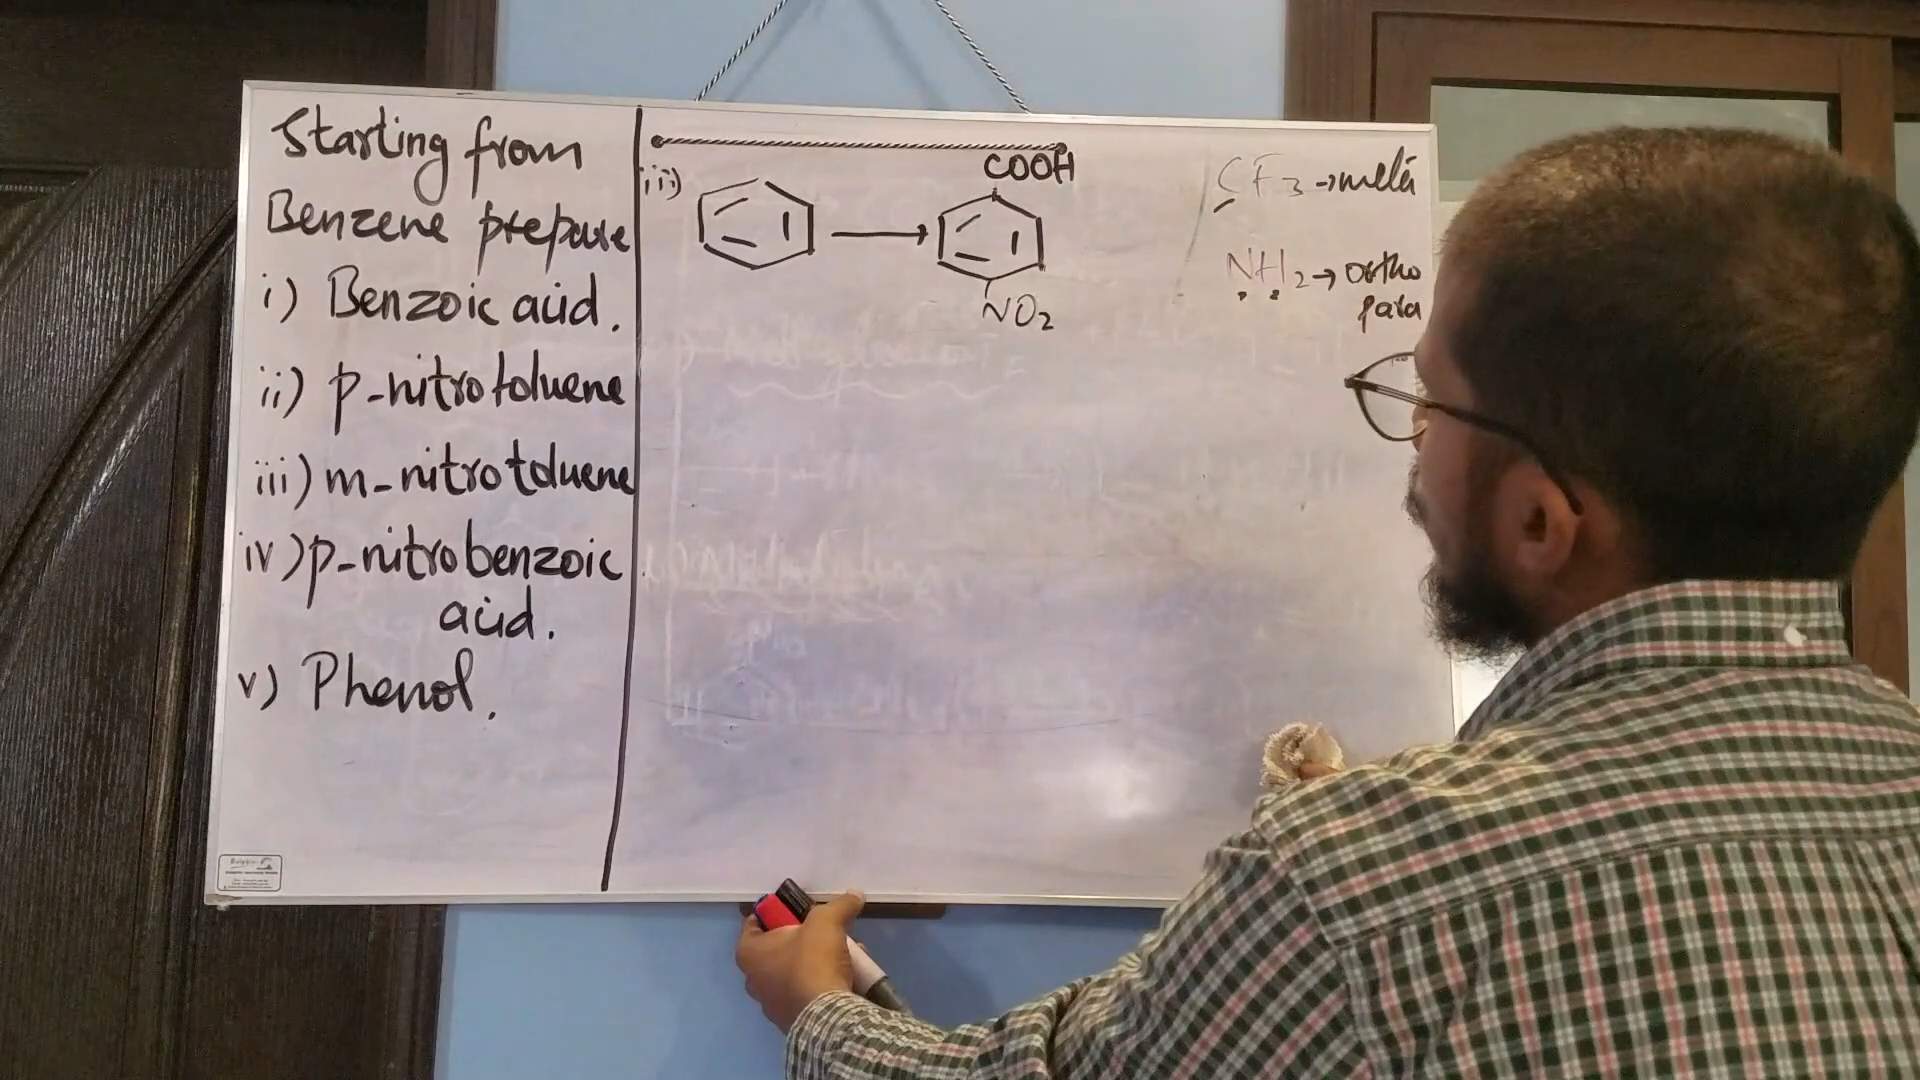 Starting from
Benzene prepare
i) Benzoic acid.
ii) p-nitrotoluene
iii) m-nitrotoluene
iv) p-nitrobenzoic
acid.
v) Phenol.
iii)
COOH
NO2
CF3 → meta
NH2 → ortho
para